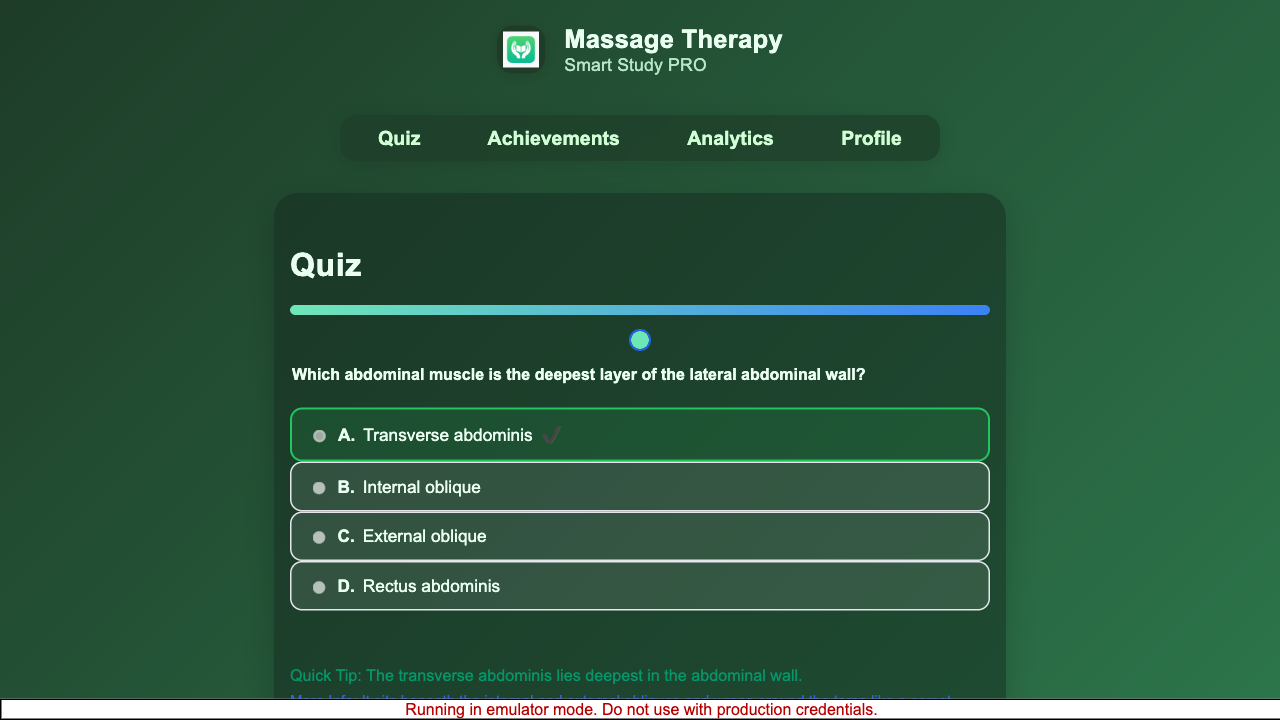 Massage Therapy
Smart Study PRO
Quiz Achievements Analytics Profile
Quiz
Which abdominal muscle is the deepest layer of the lateral abdominal wall?
A. Transverse abdominis ✔
B. Internal oblique
C. External oblique
D. Rectus abdominis
Quick Tip: The transverse abdominis lies deepest in the abdominal wall.
Running in emulator mode. Do not use with production credentials.